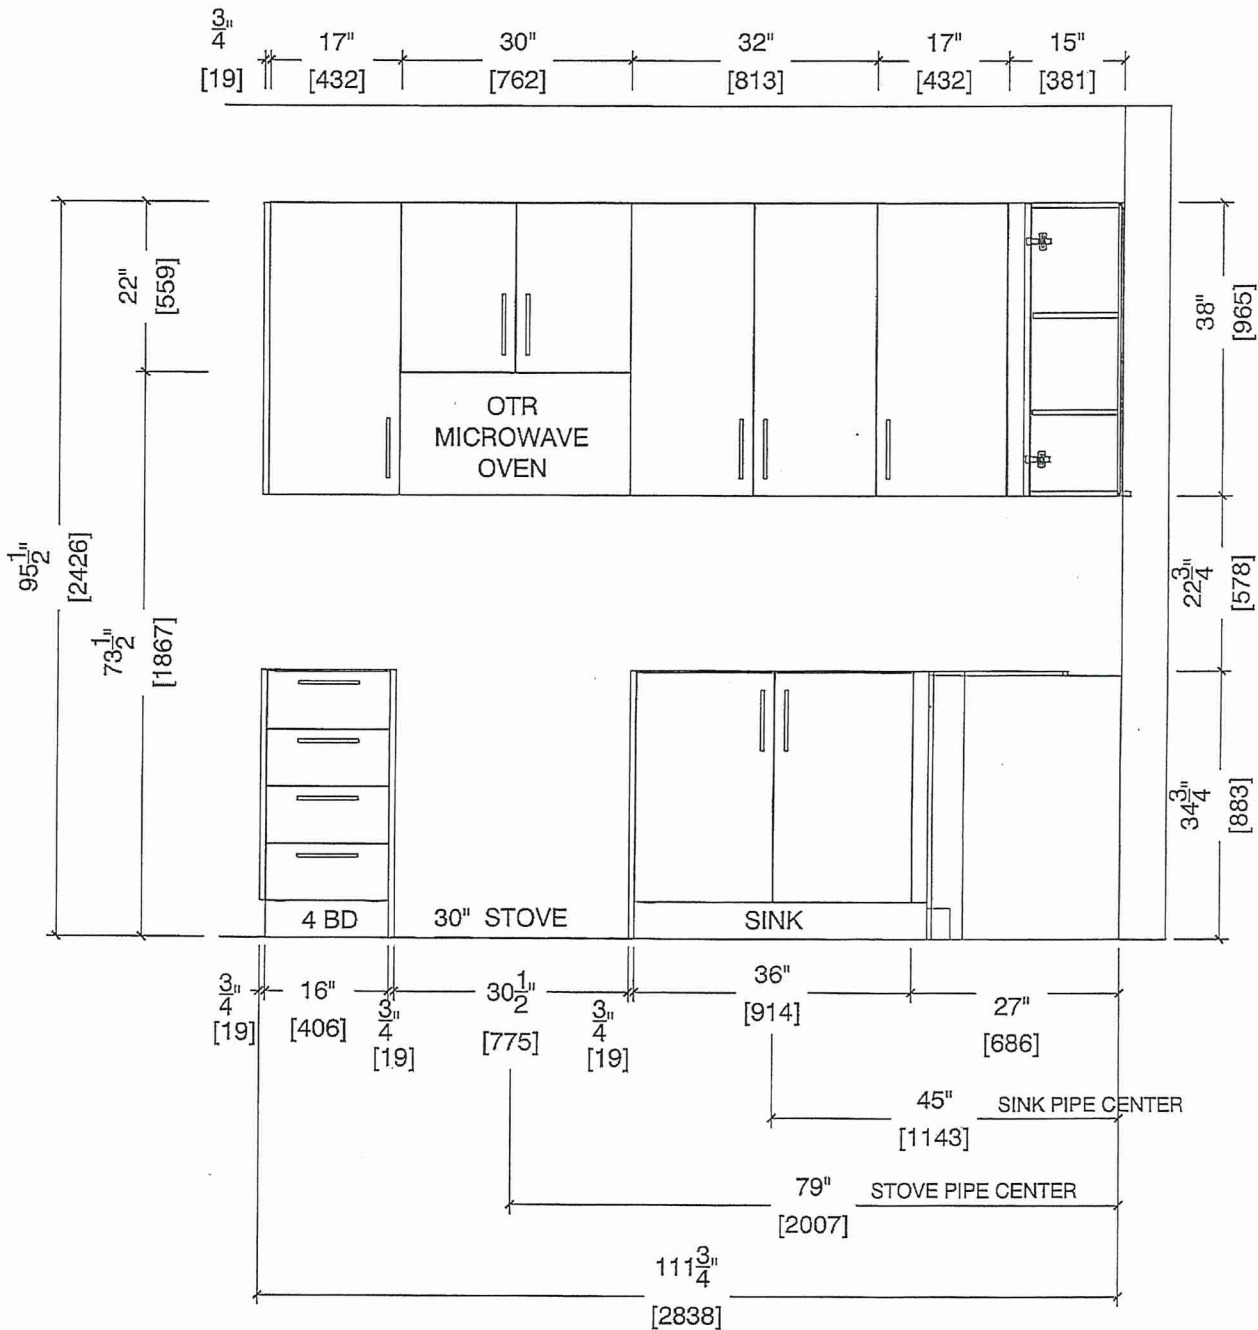 3/4" 17" 30" 32" 17" 15"
[19] [432] [762] [813] [432] [381]
22"
[559]
95 1/2"
[2426]
73 1/2"
[1867]
38"
[965]
22 3/4"
[578]
34 3/4"
[883]
OTR
MICROWAVE
OVEN
4 BD 30" STOVE SINK
3/4" 16" 3/4" 30 1/2" 3/4" 36" 27"
[19] [406] [19] [775] [19] [914] [686]
45" SINK PIPE CENTER
[1143]
79" STOVE PIPE CENTER
[2007]
111 3/4"
[2838]